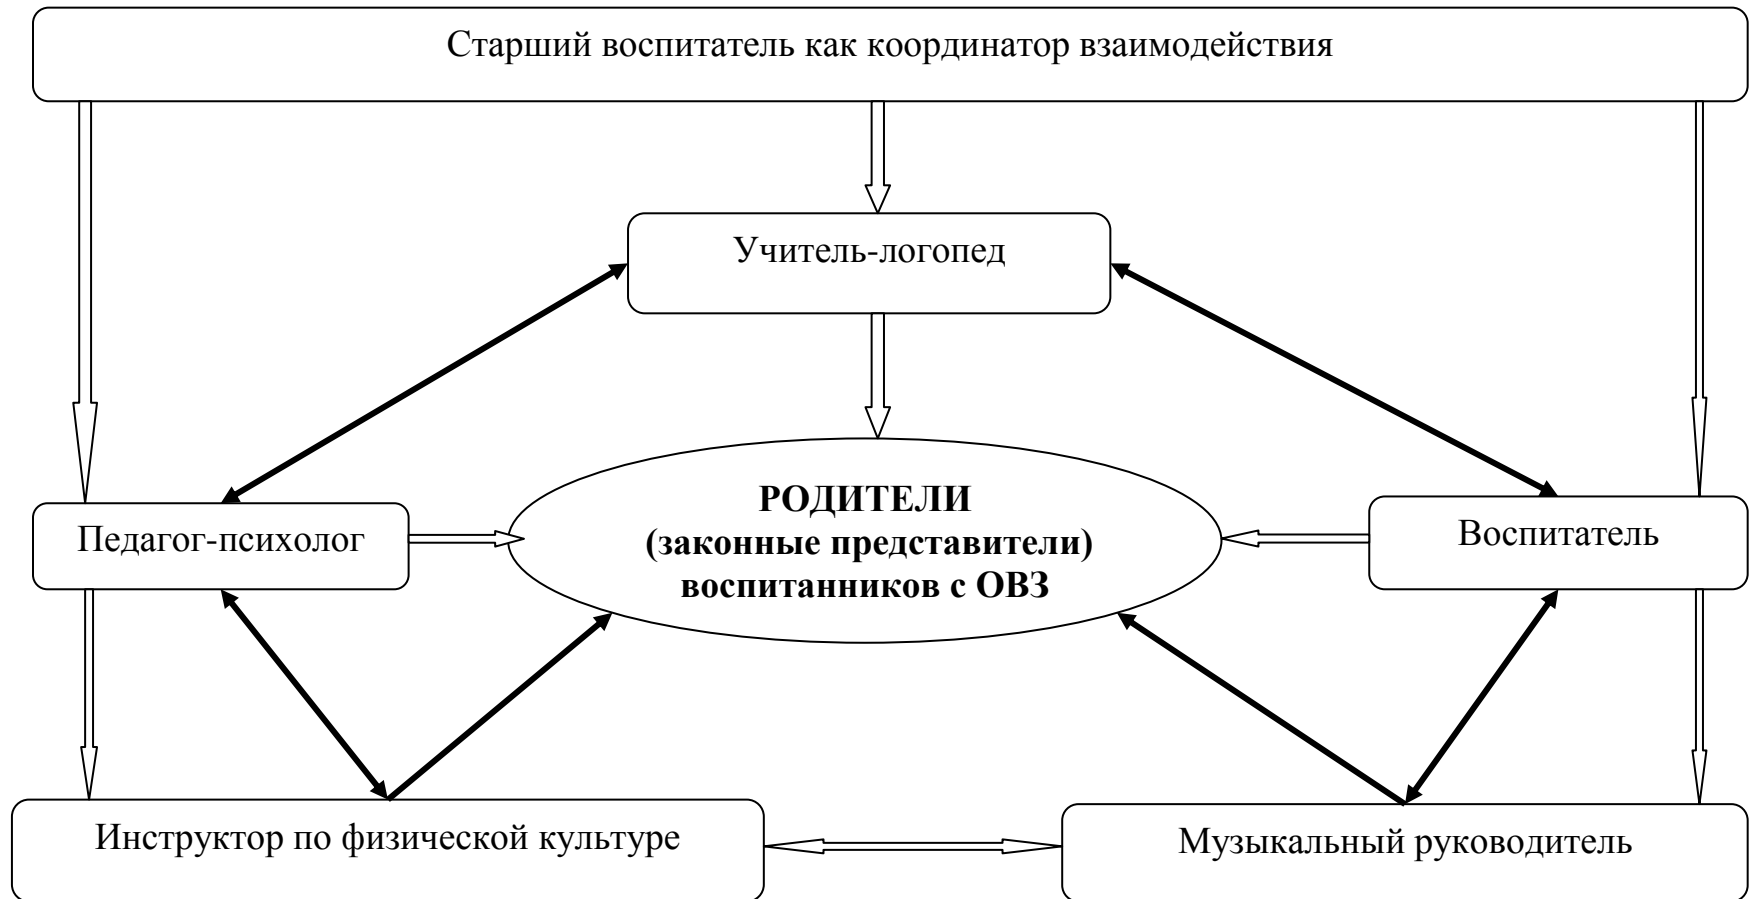 Старший воспитатель как координатор взаимодействия
Учитель-логопед
РОДИТЕЛИ
(законные представители)
воспитанников с ОВЗ
Педагог-психолог
Воспитатель
Инструктор по физической культуре
Музыкальный руководитель